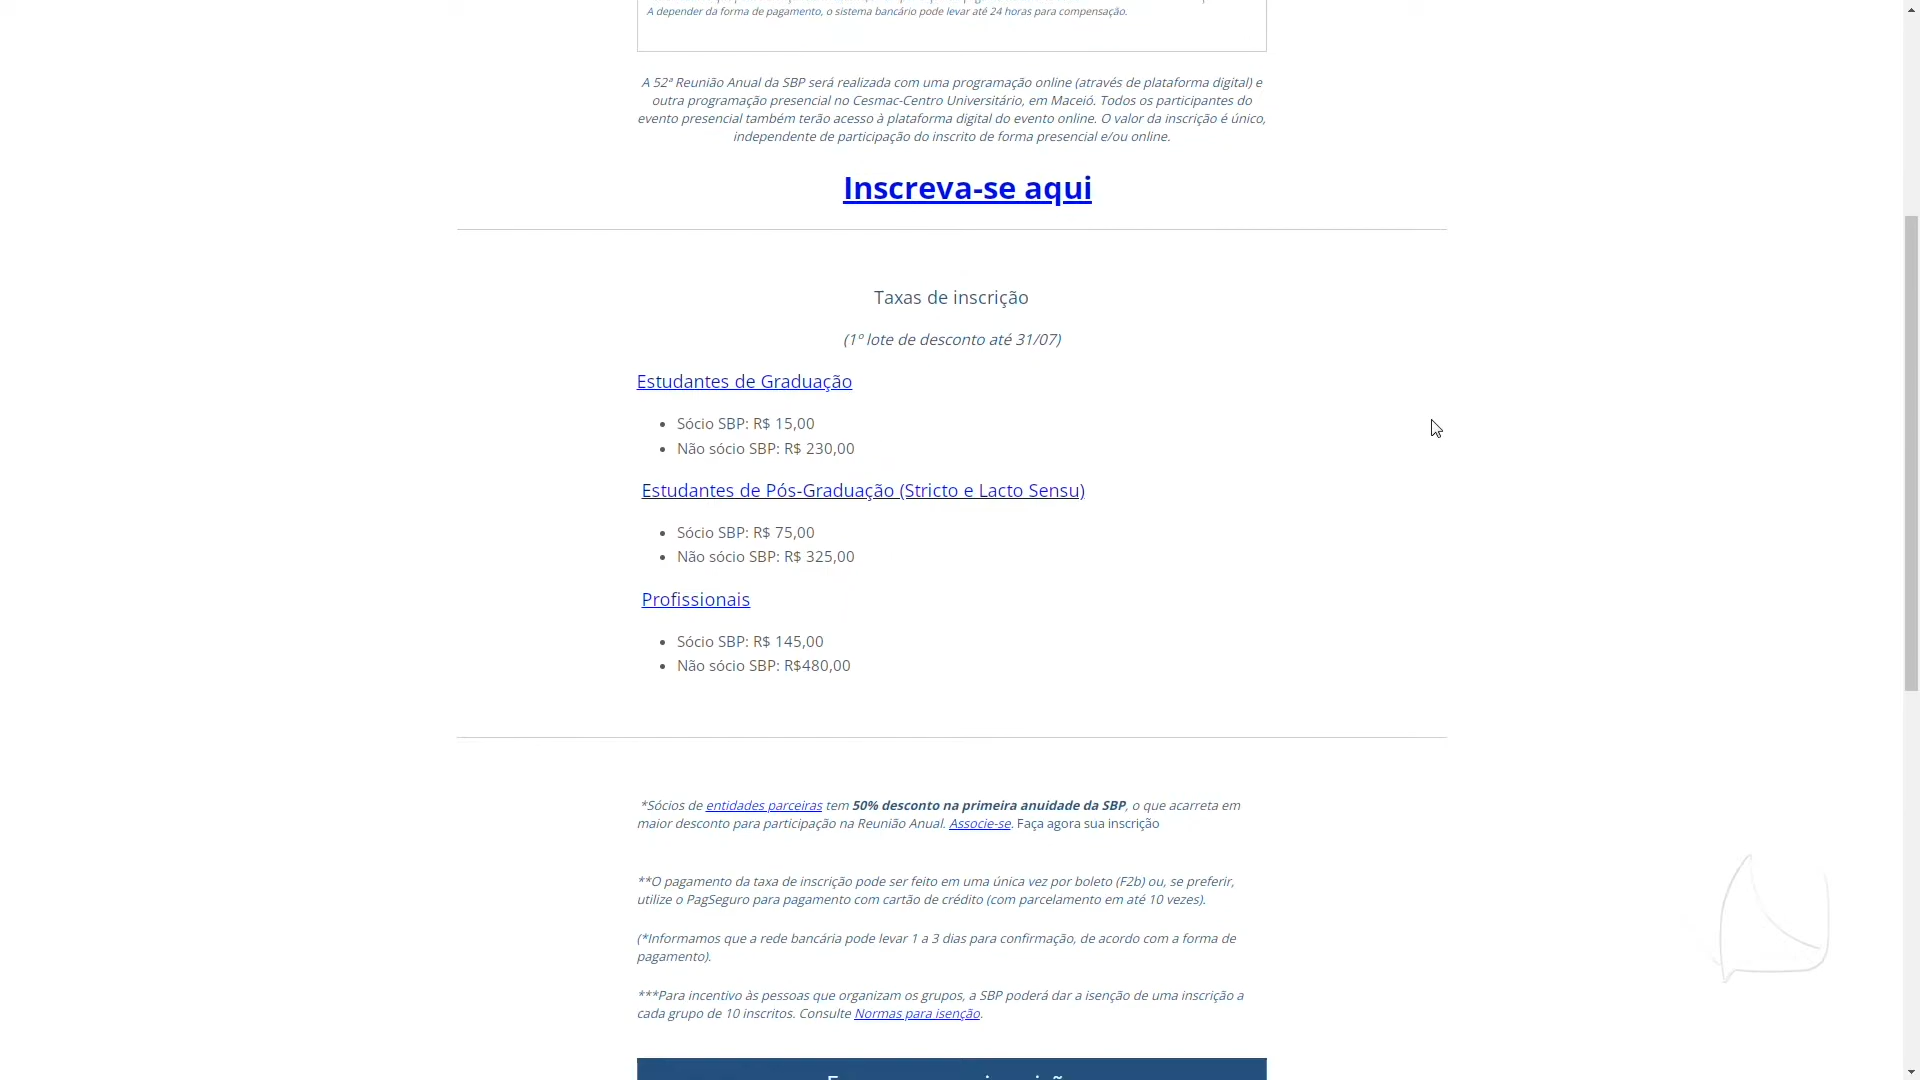 A depender da forma de pagamento, o sistema bancário pode levar até 24 horas para compensação.
A 52ª Reunião Anual da SBP será realizada com uma programação online (através de plataforma digital) e
outra programação presencial no Cesmac-Centro Universitário, em Maceió. Todos os participantes do
evento presencial também terão acesso à plataforma digital do evento online. O valor da inscrição é único,
independente de participação do inscrito de forma presencial e/ou online.
Inscreva-se aqui
Taxas de inscrição
(1º lote de desconto até 31/07)
Estudantes de Graduação
• Sócio SBP: R$ 15,00
• Não sócio SBP: R$ 230,00
Estudantes de Pós-Graduação (Stricto e Lacto Sensu)
• Sócio SBP: R$ 75,00
• Não sócio SBP: R$ 325,00
Profissionais
• Sócio SBP: R$ 145,00
• Não sócio SBP: R$480,00
*Sócios de entidades parceiras tem 50% desconto na primeira anuidade da SBP, o que acarreta em
maior desconto para participação na Reunião Anual. Associe-se. Faça agora sua inscrição
**O pagamento da taxa de inscrição pode ser feito em uma única vez por boleto (F2b) ou, se preferir,
utilize o PagSeguro para pagamento com cartão de crédito (com parcelamento em até 10 vezes).
(*Informamos que a rede bancária pode levar 1 a 3 dias para confirmação, de acordo com a forma de
pagamento).
***Para incentivo às pessoas que organizam os grupos, a SBP poderá dar a isenção de uma inscrição a
cada grupo de 10 inscritos. Consulte Normas para isenção.